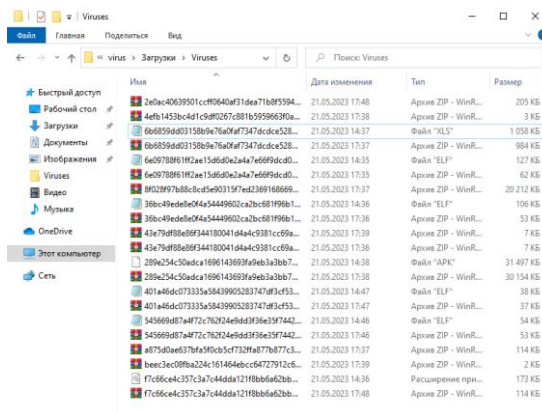 Viruses
Файл Главная Поделиться Вид
virus Загрузки Viruses Поиск: Viruses
Имя Дата изменения Тип Размер
Быстрый доступ
Рабочий стол
Загрузки
Документы
Изображения
Viruses
Видео
Музыка
OneDrive
Этот компьютер
Сеть
2e0ac40639501ccff0640af31dea71b8f5594... 21.05.2023 17:48 Архив ZIP - WinR... 205 КБ
4efb1453bc4d1c9df0267c881b5959663f0a... 21.05.2023 17:38 Архив ZIP - WinR... 3 КБ
6b6859dd03158b9e76a0faf7347dcdce528... 21.05.2023 14:37 Файл "XLS" 1 058 КБ
6b6859dd03158b9e76a0faf7347dcdce528... 21.05.2023 17:37 Архив ZIP - WinR... 984 КБ
6e09788f61ff2ae15d6d0e2a4a7e66f9dcd0... 21.05.2023 14:35 Файл "ELF" 127 КБ
6e09788f61ff2ae15d6d0e2a4a7e66f9dcd0... 21.05.2023 17:35 Архив ZIP - WinR... 62 КБ
8f028f97b88c8cd5e90315f7ed2369168669... 21.05.2023 17:37 Архив ZIP - WinR... 20 212 КБ
36bc49ede8e0f4a54449602ca2bc681f96b1... 21.05.2023 14:36 Файл "ELF" 106 КБ
36bc49ede8e0f4a54449602ca2bc681f96b1... 21.05.2023 17:36 Архив ZIP - WinR... 53 КБ
43e79df88e86f344180041d4a4c9381cc69a... 21.05.2023 17:39 Архив ZIP - WinR... 7 КБ
43e79df88e86f344180041d4a4c9381cc69a... 21.05.2023 17:36 Архив ZIP - WinR... 7 КБ
289e254c50adca1696143693fa9eb3a3bb7... 21.05.2023 14:38 Файл "APK" 31 497 КБ
289e254c50adca1696143693fa9eb3a3bb7... 21.05.2023 17:38 Архив ZIP - WinR... 30 154 КБ
401a46dc073335a58439905283747df3cf53... 21.05.2023 14:47 Файл "ELF" 38 КБ
401a46dc073335a58439905283747df3cf53... 21.05.2023 17:47 Архив ZIP - WinR... 37 КБ
545669d87a4f72c762f24e9dd3f36e35f7442... 21.05.2023 14:46 Файл "ELF" 54 КБ
545669d87a4f72c762f24e9dd3f36e35f7442... 21.05.2023 17:46 Архив ZIP - WinR... 53 КБ
a875d0ae637bfa5f0cb5cf732ffa877b877c3... 21.05.2023 17:37 Архив ZIP - WinR... 114 КБ
beec3ec08fba224c161464ebcc64727912c6... 21.05.2023 17:39 Архив ZIP - WinR... 2 КБ
f7c66ce4c357c3a7c44dda121f8bb6a62bb... 21.05.2023 14:36 Расширение при... 173 КБ
f7c66ce4c357c3a7c44dda121f8bb6a62bb... 21.05.2023 17:48 Архив ZIP - WinR... 114 КБ